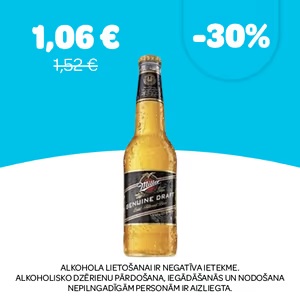 1,06 € -30%
1,52 €
Miller
GENUINE DRAFT
ALKOHOLA LIETOŠANAI IR NEGATĪVA IETEKME.
ALKOHOLISKO DZĒRIENU PĀRDOŠANA, IEGĀDĀŠANĀS UN NODOŠANA
NEPILNGADĪGĀM PERSONĀM IR AIZLIEGTA.